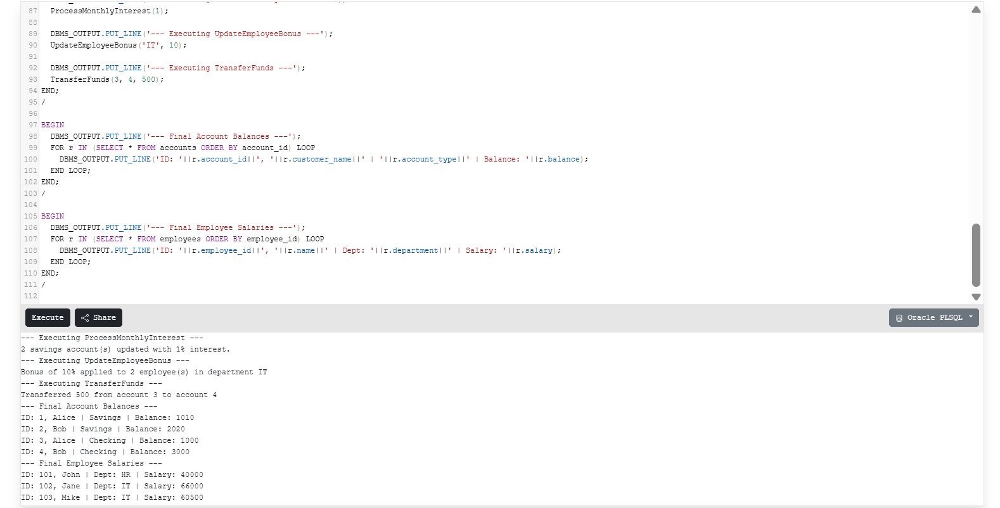 87 ProcessMonthlyInterest(1);
88
89 DBMS_OUTPUT.PUT_LINE('--- Executing UpdateEmployeeBonus ---');
90 UpdateEmployeeBonus('IT', 10);
91
92 DBMS_OUTPUT.PUT_LINE('--- Executing TransferFunds ---');
93 TransferFunds(3, 4, 500);
94 END;
95 /
96
97 BEGIN
98 DBMS_OUTPUT.PUT_LINE('--- Final Account Balances ---');
99 FOR r IN (SELECT * FROM accounts ORDER BY account_id) LOOP
100 DBMS_OUTPUT.PUT_LINE('ID: '||r.account_id||', '||r.customer_name||' | '||r.account_type||' | Balance: '||r.balance);
101 END LOOP;
102 END;
103 /
104
105 BEGIN
106 DBMS_OUTPUT.PUT_LINE('--- Final Employee Salaries ---');
107 FOR r IN (SELECT * FROM employees ORDER BY employee_id) LOOP
108 DBMS_OUTPUT.PUT_LINE('ID: '||r.employee_id||', '||r.name||' | Dept: '||r.department||' | Salary: '||r.salary);
109 END LOOP;
110 END;
111 /
112
Execute Share Oracle PLSQL
--- Executing ProcessMonthlyInterest ---
2 savings account(s) updated with 1% interest.
--- Executing UpdateEmployeeBonus ---
Bonus of 10% applied to 2 employee(s) in department IT
--- Executing TransferFunds ---
Transferred 500 from account 3 to account 4
--- Final Account Balances ---
ID: 1, Alice | Savings | Balance: 1010
ID: 2, Bob | Savings | Balance: 2020
ID: 3, Alice | Checking | Balance: 1000
ID: 4, Bob | Checking | Balance: 3000
--- Final Employee Salaries ---
ID: 101, John | Dept: HR | Salary: 40000
ID: 102, Jane | Dept: IT | Salary: 66000
ID: 103, Mike | Dept: IT | Salary: 60500